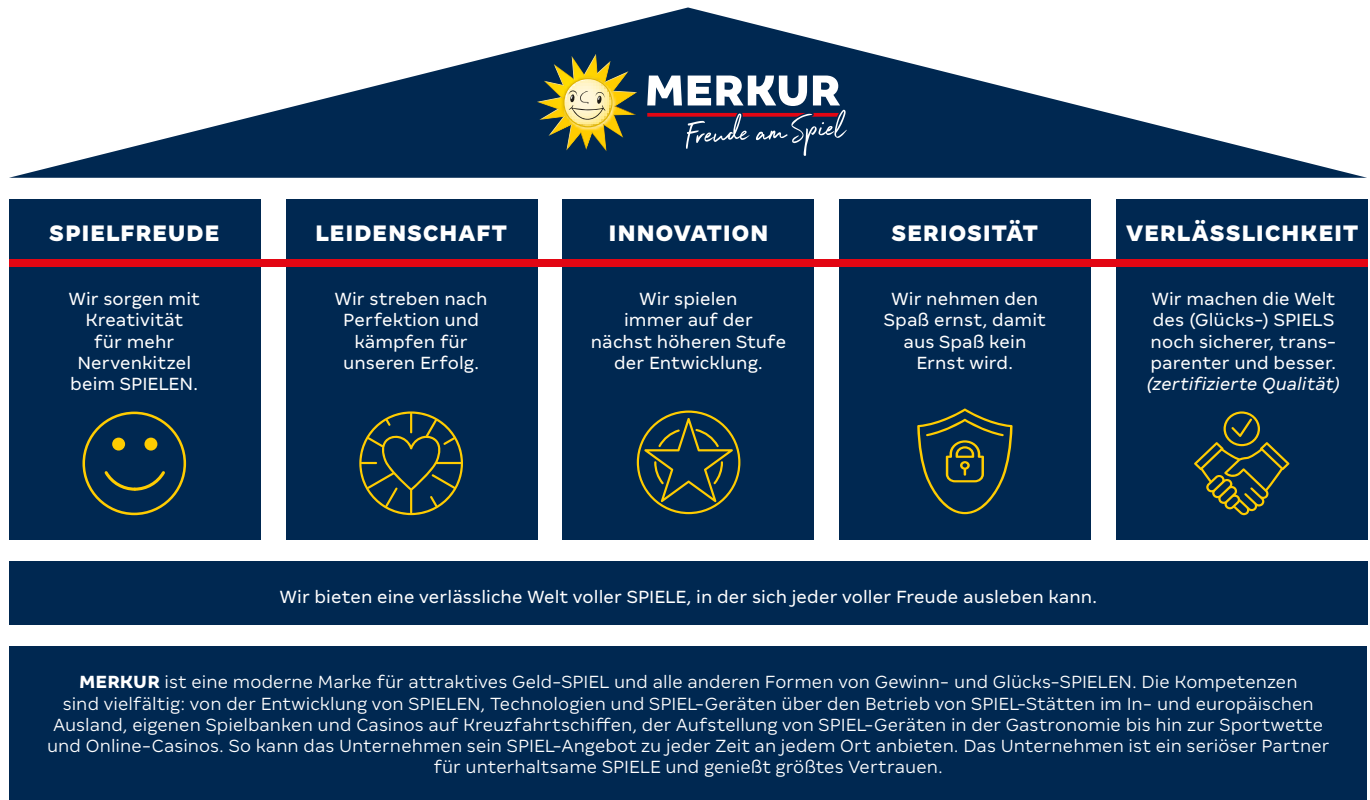 MERKUR
Freude am Spiel
SPIELFREUDE
Wir sorgen mit
Kreativität
für mehr
Nervenkitzel
beim SPIELEN.
LEIDENSCHAFT
Wir streben nach
Perfektion und
kämpfen für
unseren Erfolg.
INNOVATION
Wir spielen
immer auf der
nächst höheren Stufe
der Entwicklung.
SERIOSITÄT
Wir nehmen den
Spaß ernst, damit
aus Spaß kein
Ernst wird.
VERLÄSSLICHKEIT
Wir machen die Welt
des (Glücks-) SPIELS
noch sicherer, trans-
parenter und besser.
(zertifizierte Qualität)
Wir bieten eine verlässliche Welt voller SPIELE, in der sich jeder voller Freude ausleben kann.
MERKUR ist eine moderne Marke für attraktives Geld-SPIEL und alle anderen Formen von Gewinn- und Glücks-SPIELEN. Die Kompetenzen
sind vielfältig: von der Entwicklung von SPIELEN, Technologien und SPIEL-Geräten über den Betrieb von SPIEL-Stätten im In- und europäischen
Ausland, eigenen Spielbanken und Casinos auf Kreuzfahrtschiffen, der Aufstellung von SPIEL-Geräten in der Gastronomie bis hin zur Sportwette
und Online-Casinos. So kann das Unternehmen sein SPIEL-Angebot zu jeder Zeit an jedem Ort anbieten. Das Unternehmen ist ein seriöser Partner
für unterhaltsame SPIELE und genießt größtes Vertrauen.